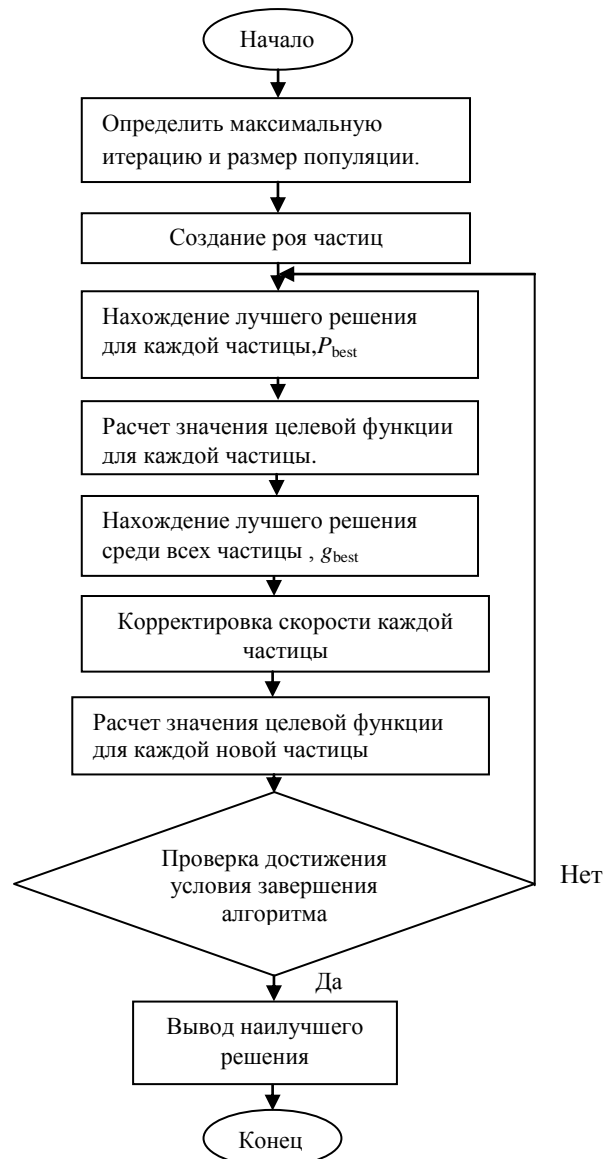 Начало
Определить максимальную
итерацию и размер популяции.
Создание роя частиц
Нахождение лучшего решения
для каждой частицы,Pbest
Расчет значения целевой функции
для каждой частицы.
Нахождение лучшего решения
среди всех частицы , gbest
Корректировка скорости каждой
частицы
Расчет значения целевой функции
для каждой новой частицы
Проверка достижения
условия завершения
алгоритма
Нет
Да
Вывод наилучшего
решения
Конец